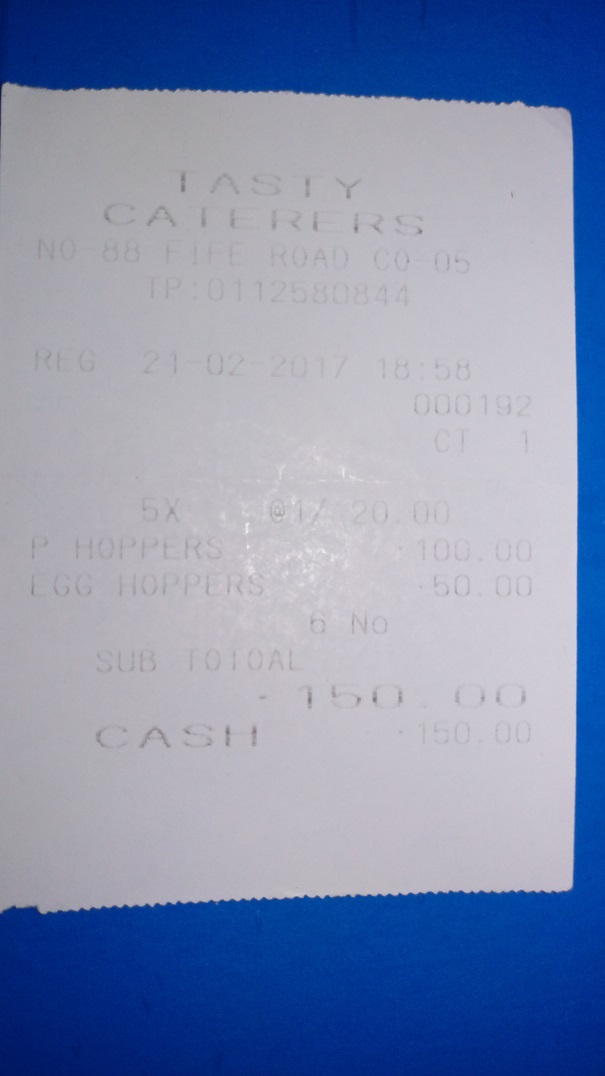 TASTY
CATERERS
NO-88 FIFE ROAD CO-05
TP:0112580844
REG 21-02-2017 18:58
000192
CT 1
5X @1/ 20.00
P HOPPERS ·100.00
EGG HOPPERS ·50.00
6 No
SUB TOTOAL
·150.00
CASH ·150.00